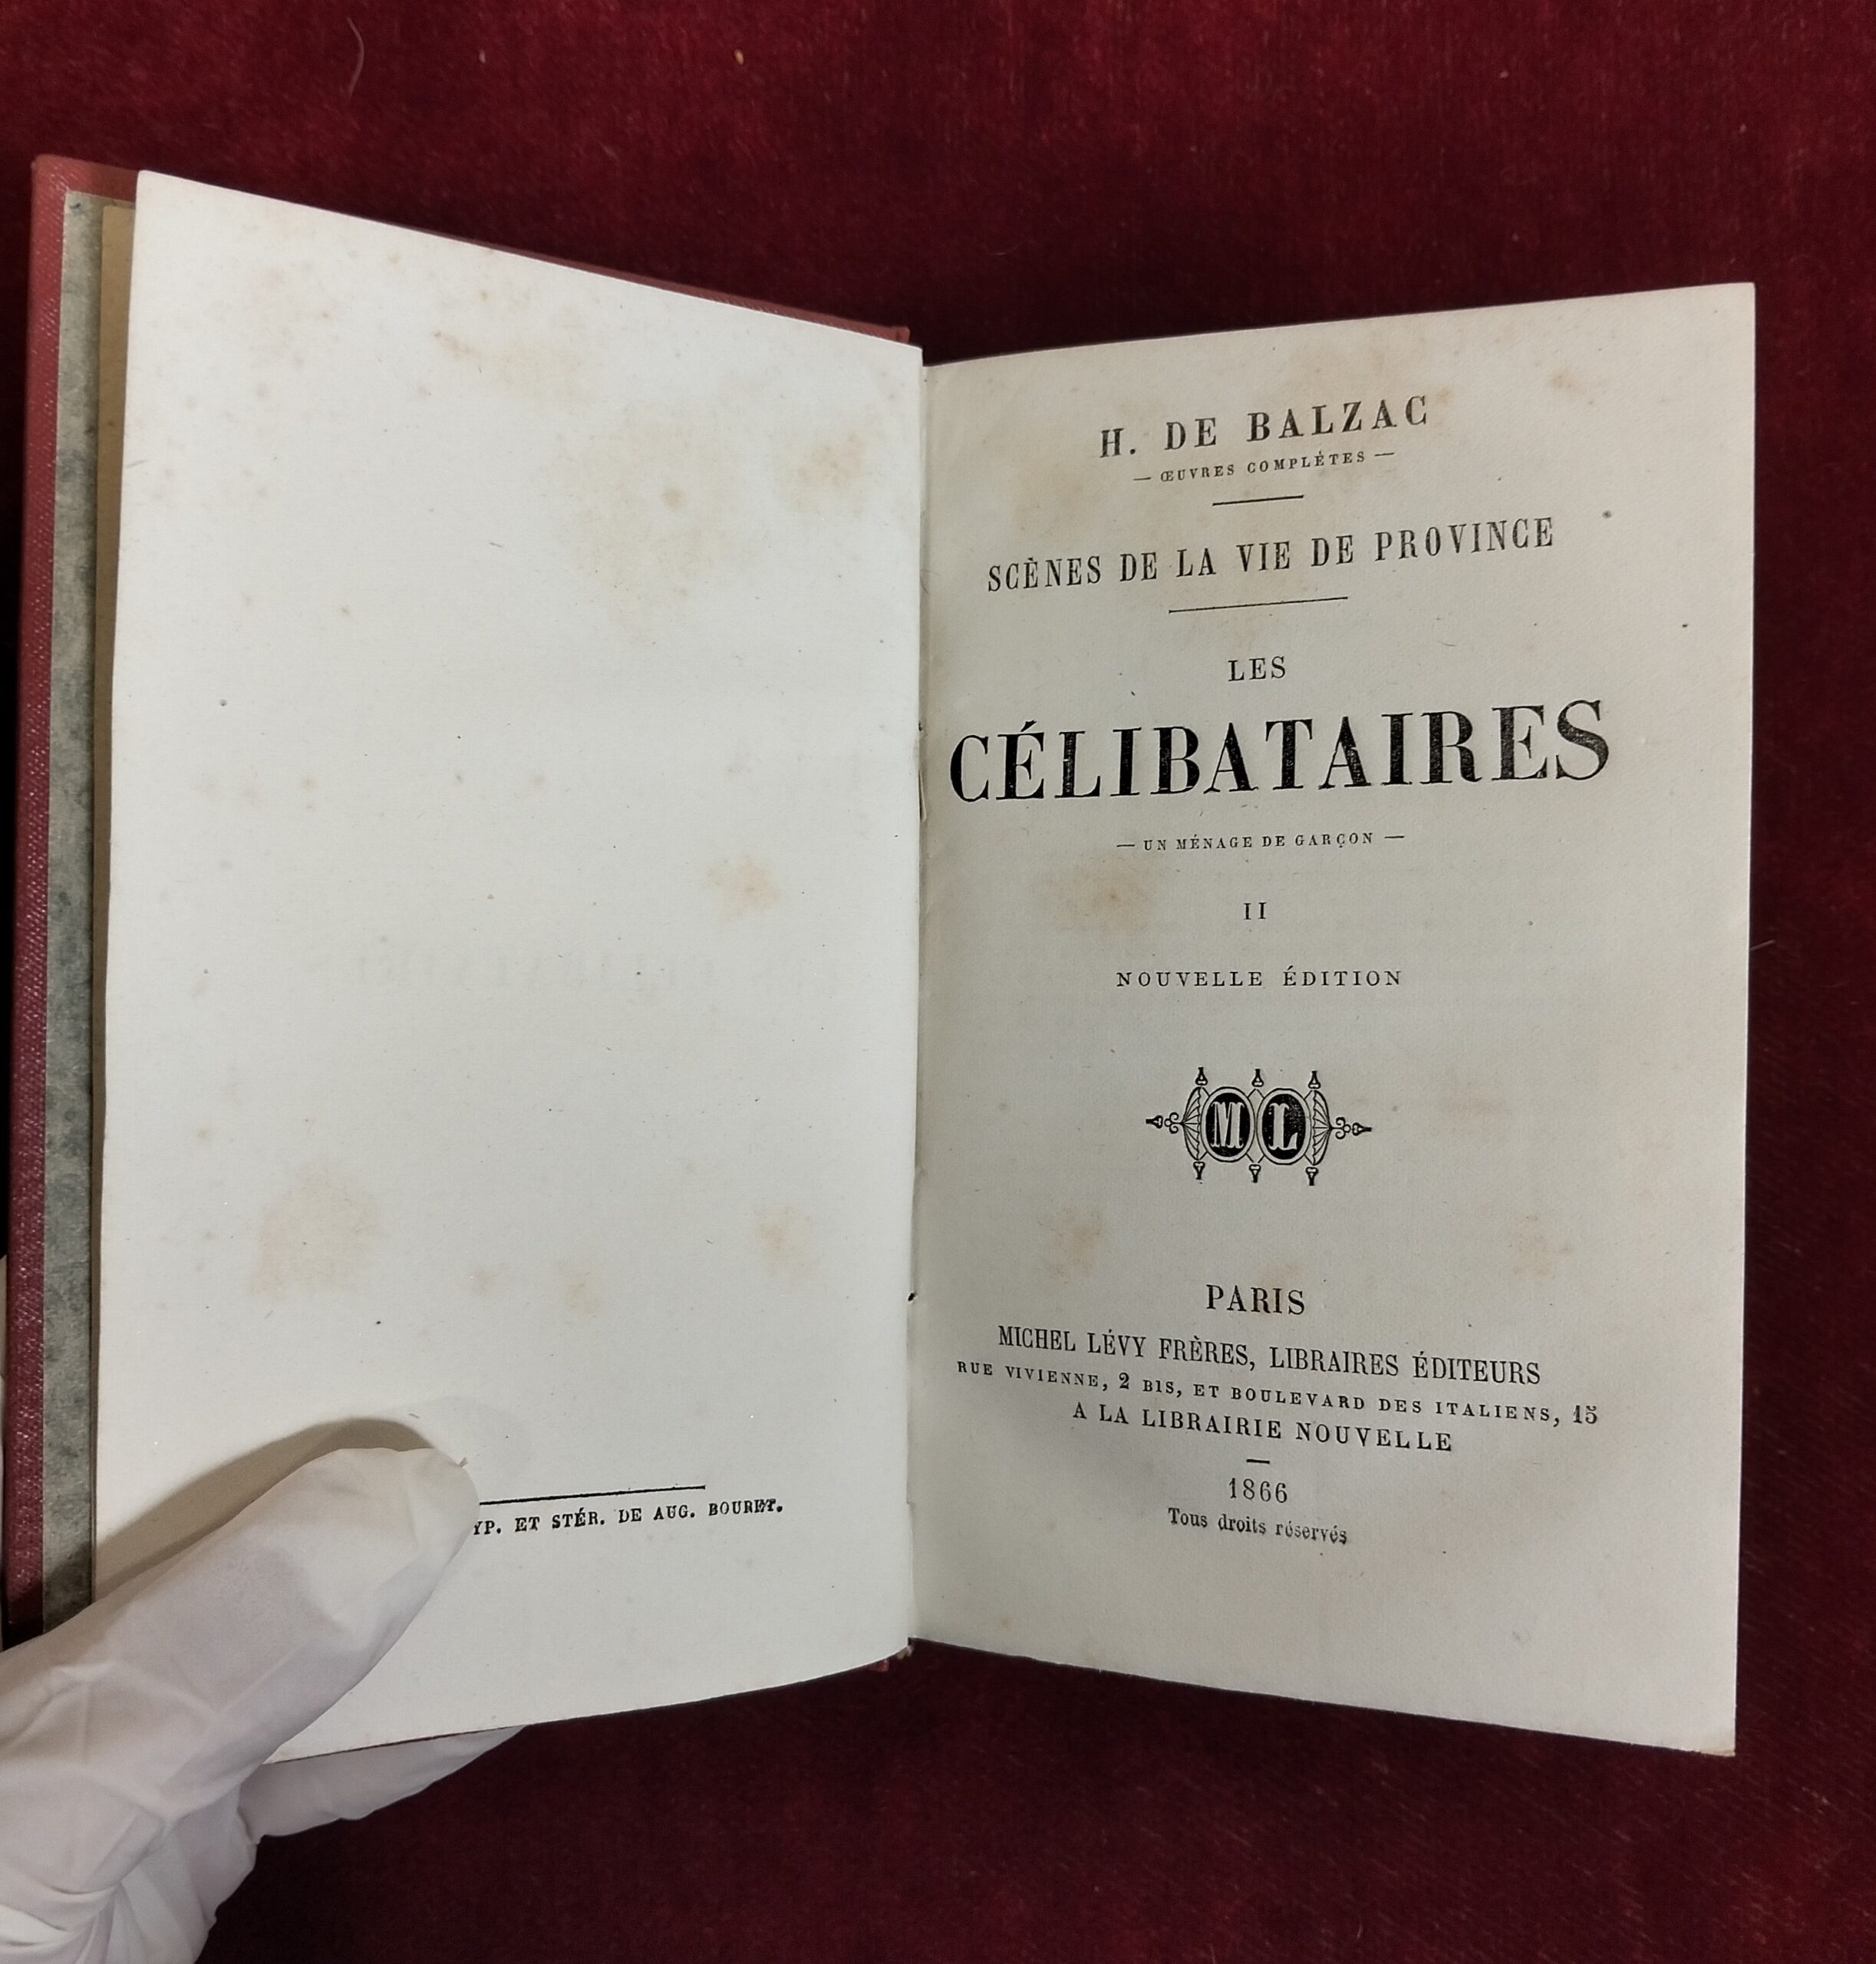 ET STÉR. DE AUG. BOURET.
H. DE BALZAC
— ŒUVRES COMPLÉTES —
SCÈNES DE LA VIE DE PROVINCE
LES
CÉLIBATAIRES
— UN MÉNAGE DE GARÇON —
II
NOUVELLE ÉDITION
M L
PARIS
MICHEL LÉVY FRÈRES, LIBRAIRES ÉDITEURS
RUE VIVIENNE, 2 BIS, ET BOULEVARD DES ITALIENS, 15
A LA LIBRAIRIE NOUVELLE
—
1866
Tous droits réservés